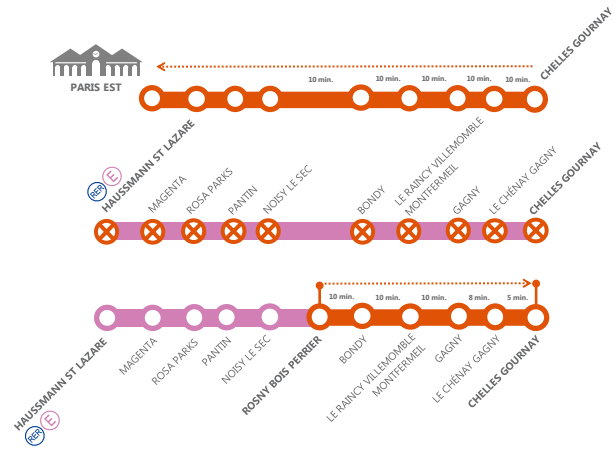 CHELLES GOURNAY
PARIS EST
10 min.
10 min.
10 min.
10 min.
10 min.
RER
E
HAUSSMANN ST LAZARE
MAGENTA
ROSA PARKS
PANTIN
NOISY LE SEC
BONDY
LE RAINCY VILLEMOMBLE
MONTFERMEIL
GAGNY
LE CHÉNAY GAGNY
CHELLES GOURNAY
10 min.
10 min.
10 min.
8 min.
5 min.
HAUSSMANN ST LAZARE
MAGENTA
ROSA PARKS
PANTIN
NOISY LE SEC
ROSNY BOIS PERRIER
BONDY
LE RAINCY VILLEMOMBLE
MONTFERMEIL
GAGNY
LE CHÉNAY GAGNY
CHELLES GOURNAY
RER
E